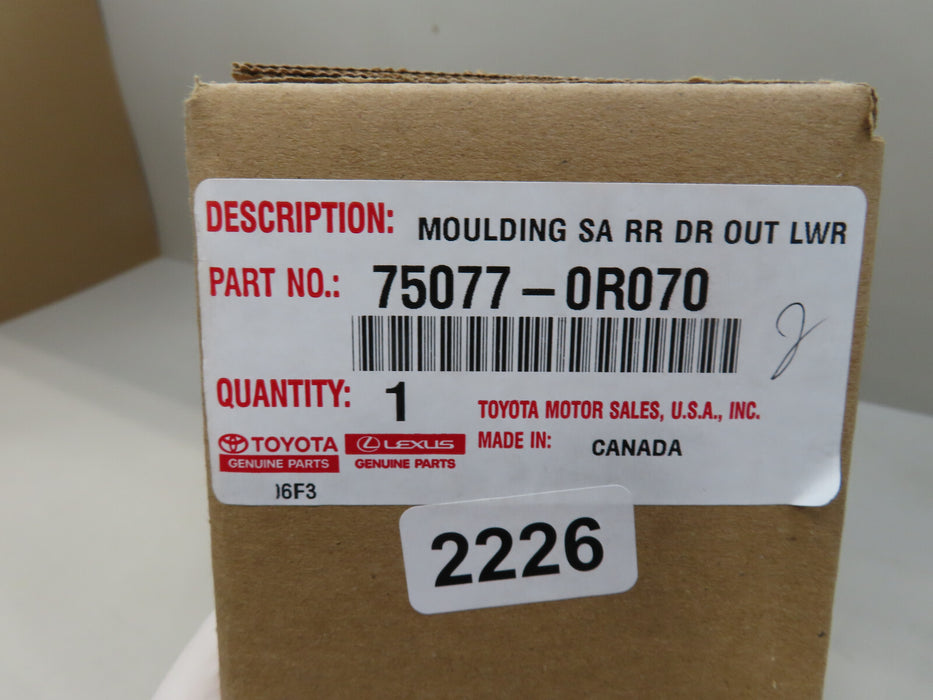 DESCRIPTION: MOULDING SA RR DR OUT LWR
PART NO.: 75077-0R070
QUANTITY: 1
TOYOTA MOTOR SALES, U.S.A., INC.
TOYOTA LEXUS MADE IN: CANADA
GENUINE PARTS GENUINE PARTS
6F3
2226